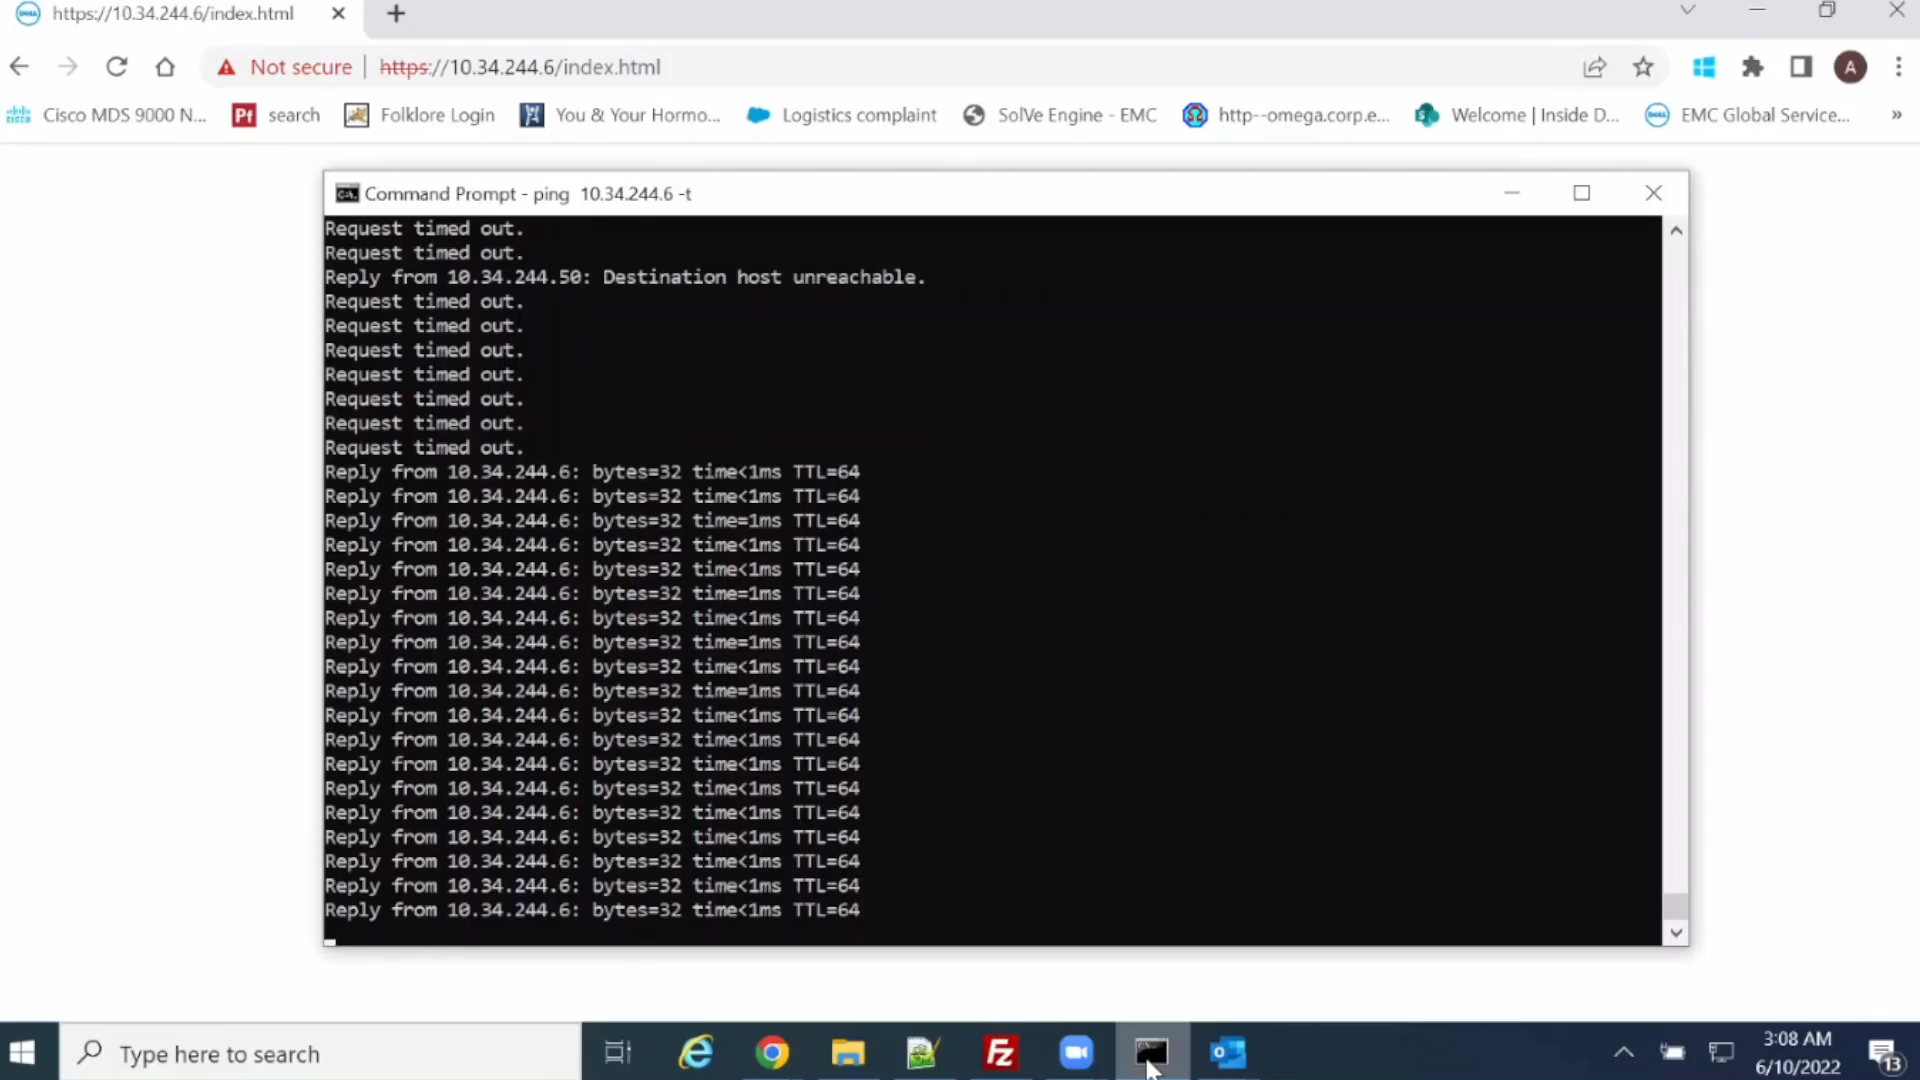 https://10.34.244.6/index.html
Not secure https://10.34.244.6/index.html
A
Cisco MDS 9000 N... Pf search Folklore Login You & Your Hormo... Logistics complaint SolVe Engine - EMC http--omega.corp.e... Welcome | Inside D... EMC Global Service... »
Command Prompt - ping 10.34.244.6 -t
Request timed out.
Request timed out.
Reply from 10.34.244.50: Destination host unreachable.
Request timed out.
Request timed out.
Request timed out.
Request timed out.
Request timed out.
Request timed out.
Request timed out.
Reply from 10.34.244.6: bytes=32 time<1ms TTL=64
Reply from 10.34.244.6: bytes=32 time<1ms TTL=64
Reply from 10.34.244.6: bytes=32 time=1ms TTL=64
Reply from 10.34.244.6: bytes=32 time<1ms TTL=64
Reply from 10.34.244.6: bytes=32 time<1ms TTL=64
Reply from 10.34.244.6: bytes=32 time=1ms TTL=64
Reply from 10.34.244.6: bytes=32 time<1ms TTL=64
Reply from 10.34.244.6: bytes=32 time=1ms TTL=64
Reply from 10.34.244.6: bytes=32 time<1ms TTL=64
Reply from 10.34.244.6: bytes=32 time=1ms TTL=64
Reply from 10.34.244.6: bytes=32 time<1ms TTL=64
Reply from 10.34.244.6: bytes=32 time<1ms TTL=64
Reply from 10.34.244.6: bytes=32 time<1ms TTL=64
Reply from 10.34.244.6: bytes=32 time<1ms TTL=64
Reply from 10.34.244.6: bytes=32 time<1ms TTL=64
Reply from 10.34.244.6: bytes=32 time<1ms TTL=64
Reply from 10.34.244.6: bytes=32 time<1ms TTL=64
Reply from 10.34.244.6: bytes=32 time<1ms TTL=64
Reply from 10.34.244.6: bytes=32 time<1ms TTL=64
Type here to search
3:08 AM
6/10/2022
13